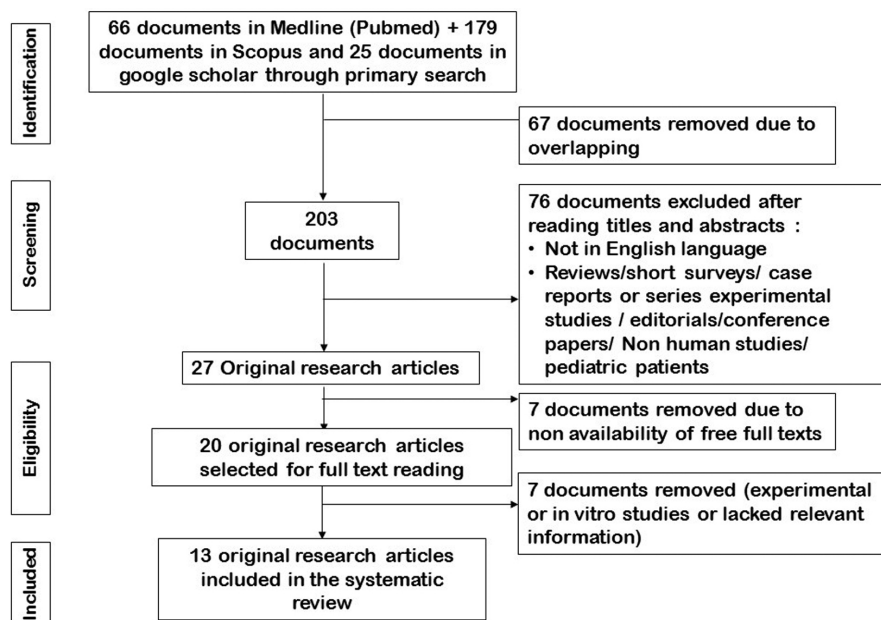 Identification
66 documents in Medline (Pubmed) + 179
documents in Scopus and 25 documents in
google scholar through primary search
67 documents removed due to
overlapping
Screening
203
documents
76 documents excluded after
reading titles and abstracts :
• Not in English language
• Reviews/short surveys/ case
reports or series experimental
studies / editorials/conference
papers/ Non human studies/
pediatric patients
Eligibility
27 Original research articles
7 documents removed due to
non availability of free full texts
20 original research articles
selected for full text reading
7 documents removed (experimental
or in vitro studies or lacked relevant
information)
Included
13 original research articles
included in the systematic
review